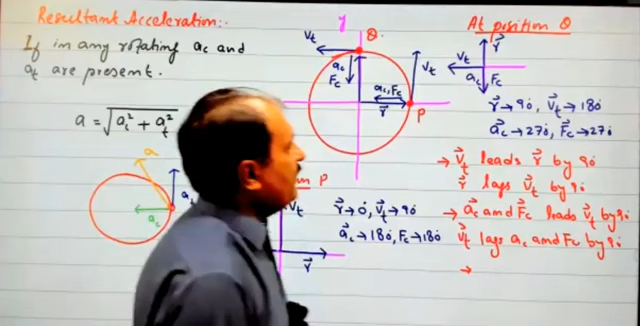 Resultant Acceleration:-
If in any rotating ac and
at are present.
a = √ac² + at²
a
at
ac
y
Q
Vt
ac
Fc
Vt
ac, Fc
r
P
P
Vt
r
r→0°, Vt→90°
ac→180°, Fc→180°
At position Q
r
Vt
ac
Fc
r→90°, Vt→180°
ac→270°, Fc→270°
→ Vt leads r by 90°
r lags Vt by 90°
→ ac and Fc leads Vt by 90°
Vt lags ac and Fc by 90°
→